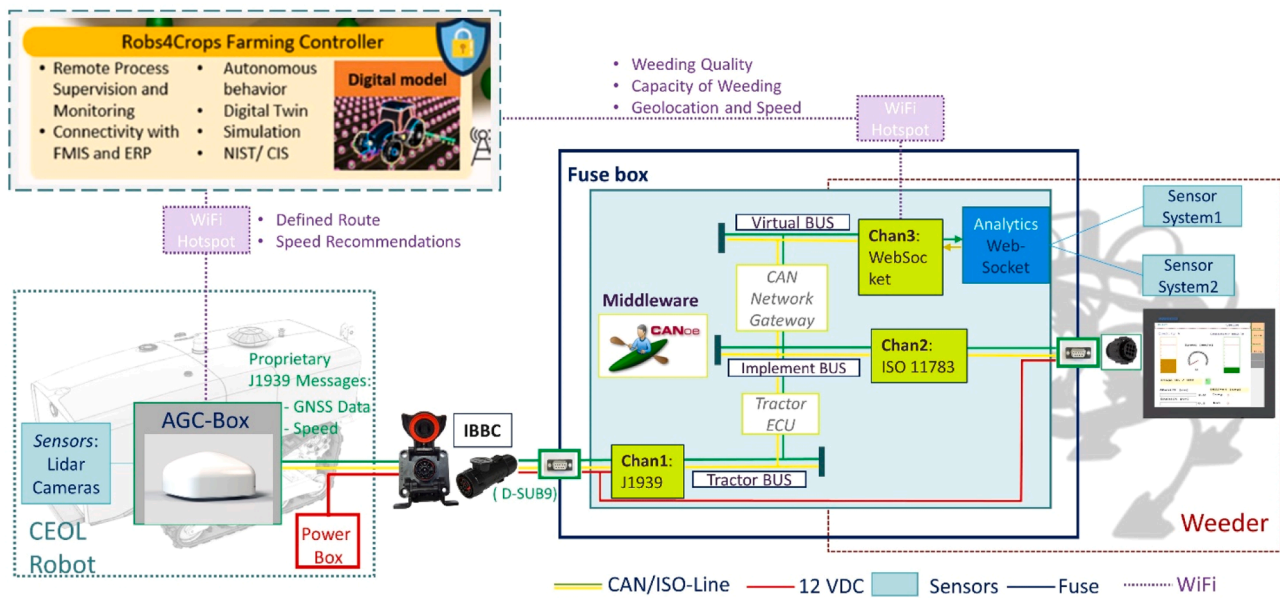 Robs4Crops Farming Controller
• Remote Process
Supervision and
Monitoring
• Connectivity with
FMIS and ERP
• Autonomous
behavior
• Digital Twin
• Simulation
• NIST/ CIS
Digital model
• Weeding Quality
• Capacity of Weeding
• Geolocation and Speed
WiFi
Hotspot
WiFi
Hotspot
• Defined Route
• Speed Recommendations
Fuse box
Virtual BUS
Chan3:
WebSoc
ket
Analytics
Web-
Socket
Sensor
System1
Sensor
System2
CAN
Network
Gateway
Middleware
CANoe
Chan2:
ISO 11783
Implement BUS
Tractor
ECU
Chan1:
J1939
Tractor BUS
Proprietary
J1939 Messages:
- GNSS Data
- Speed
AGC-Box
Sensors:
Lidar
Cameras
CEOL
Robot
Power
Box
IBBC
( D-SUB9)
Weeder
CAN/ISO-Line
12 VDC
Sensors
Fuse
WiFi